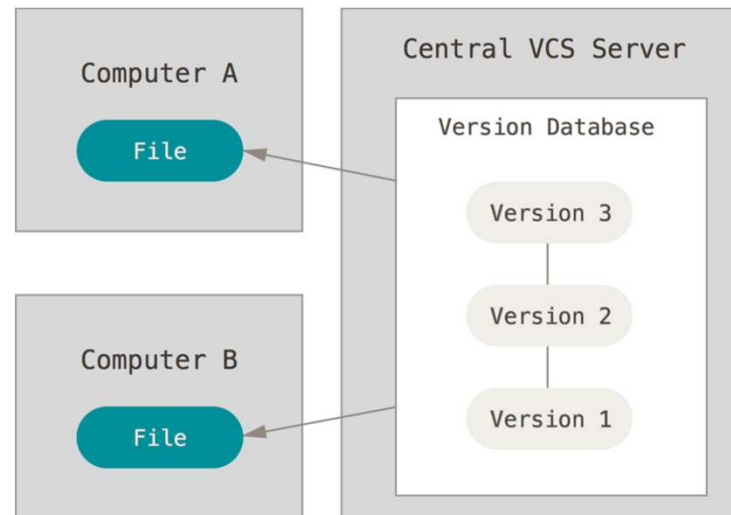 Computer A
File
Computer B
File
Central VCS Server
Version Database
Version 3
Version 2
Version 1